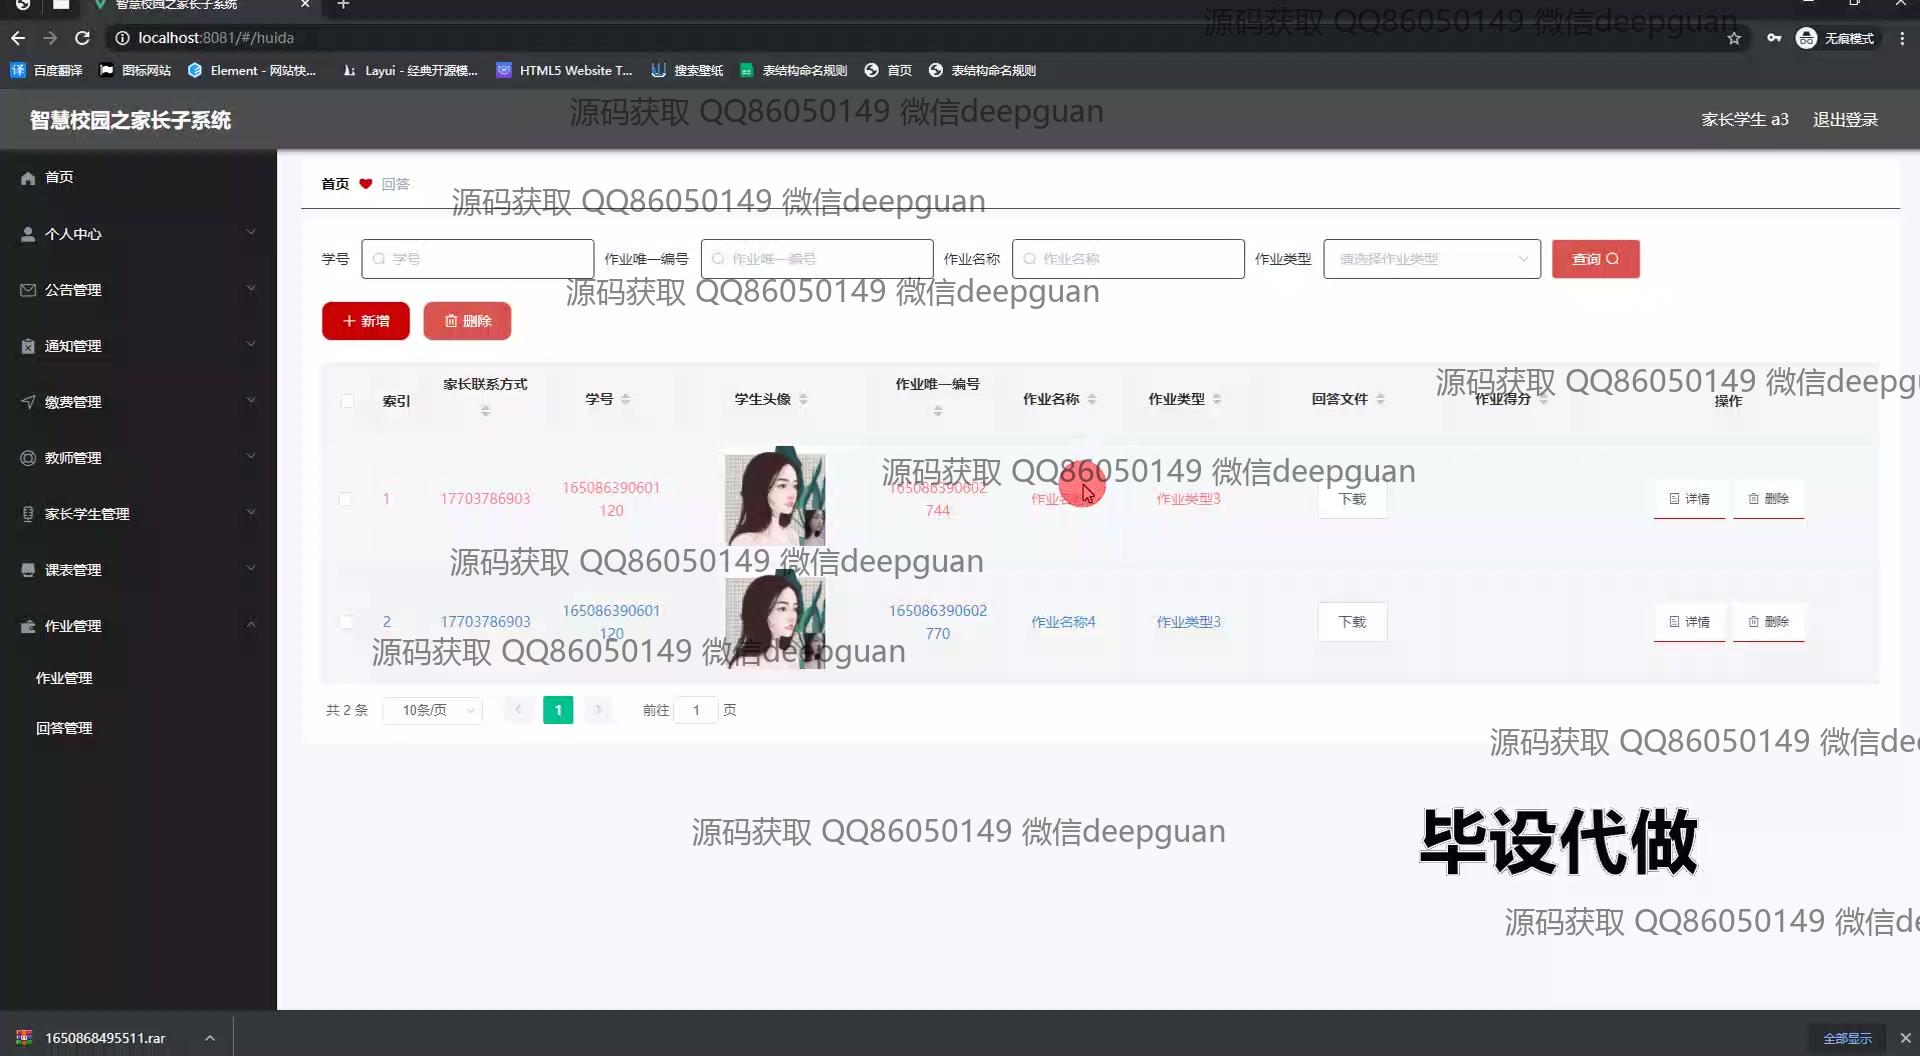 智慧校园之家长子系统
localhost:8081/#/huida
无痕模式
百度翻译
图标网站
Element - 网站快...
Layui - 经典开源模...
HTML5 Website T...
搜索壁纸
表结构命名规则
首页
表结构命名规则
源码获取 QQ86050149 微信deepguan
智慧校园之家长子系统
源码获取 QQ86050149 微信deepguan
家长学生 a3
退出登录
首页
个人中心
公告管理
通知管理
缴费管理
教师管理
家长学生管理
课表管理
作业管理
作业管理
回答管理
首页 回答
源码获取 QQ86050149 微信deepguan
学号 学号
作业唯一编号 作业唯一编号
作业名称 作业名称
作业类型 请选择作业类型
查询
源码获取 QQ86050149 微信deepguan
+ 新增 删除
源码获取 QQ86050149 微信deepgu
索引 家长联系方式 学号 学生头像 作业唯一编号 作业名称 作业类型 回答文件 作业得分 操作
源码获取 QQ86050149 微信deepguan
1 17703786903 165086390601120 165086390602744 作业名 作业类型3 下载 详情 删除
源码获取 QQ86050149 微信deepguan
2 17703786903 165086390601120 165086390602770 作业名称4 作业类型3 下载 详情 删除
源码获取 QQ86050149 微信deepguan
共 2 条 10条/页 1 前往 1 页
源码获取 QQ86050149 微信de
源码获取 QQ86050149 微信deepguan
毕设代做
源码获取 QQ86050149 微信de
1650868495511.rar
全部显示